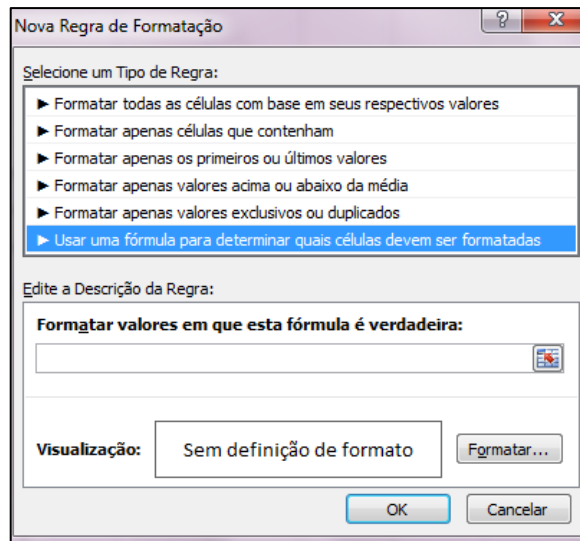 Nova Regra de Formatação
Selecione um Tipo de Regra:
► Formatar todas as células com base em seus respectivos valores
► Formatar apenas células que contenham
► Formatar apenas os primeiros ou últimos valores
► Formatar apenas valores acima ou abaixo da média
► Formatar apenas valores exclusivos ou duplicados
► Usar uma fórmula para determinar quais células devem ser formatadas
Edite a Descrição da Regra:
Formatar valores em que esta fórmula é verdadeira:
Visualização: Sem definição de formato Formatar...
OK Cancelar